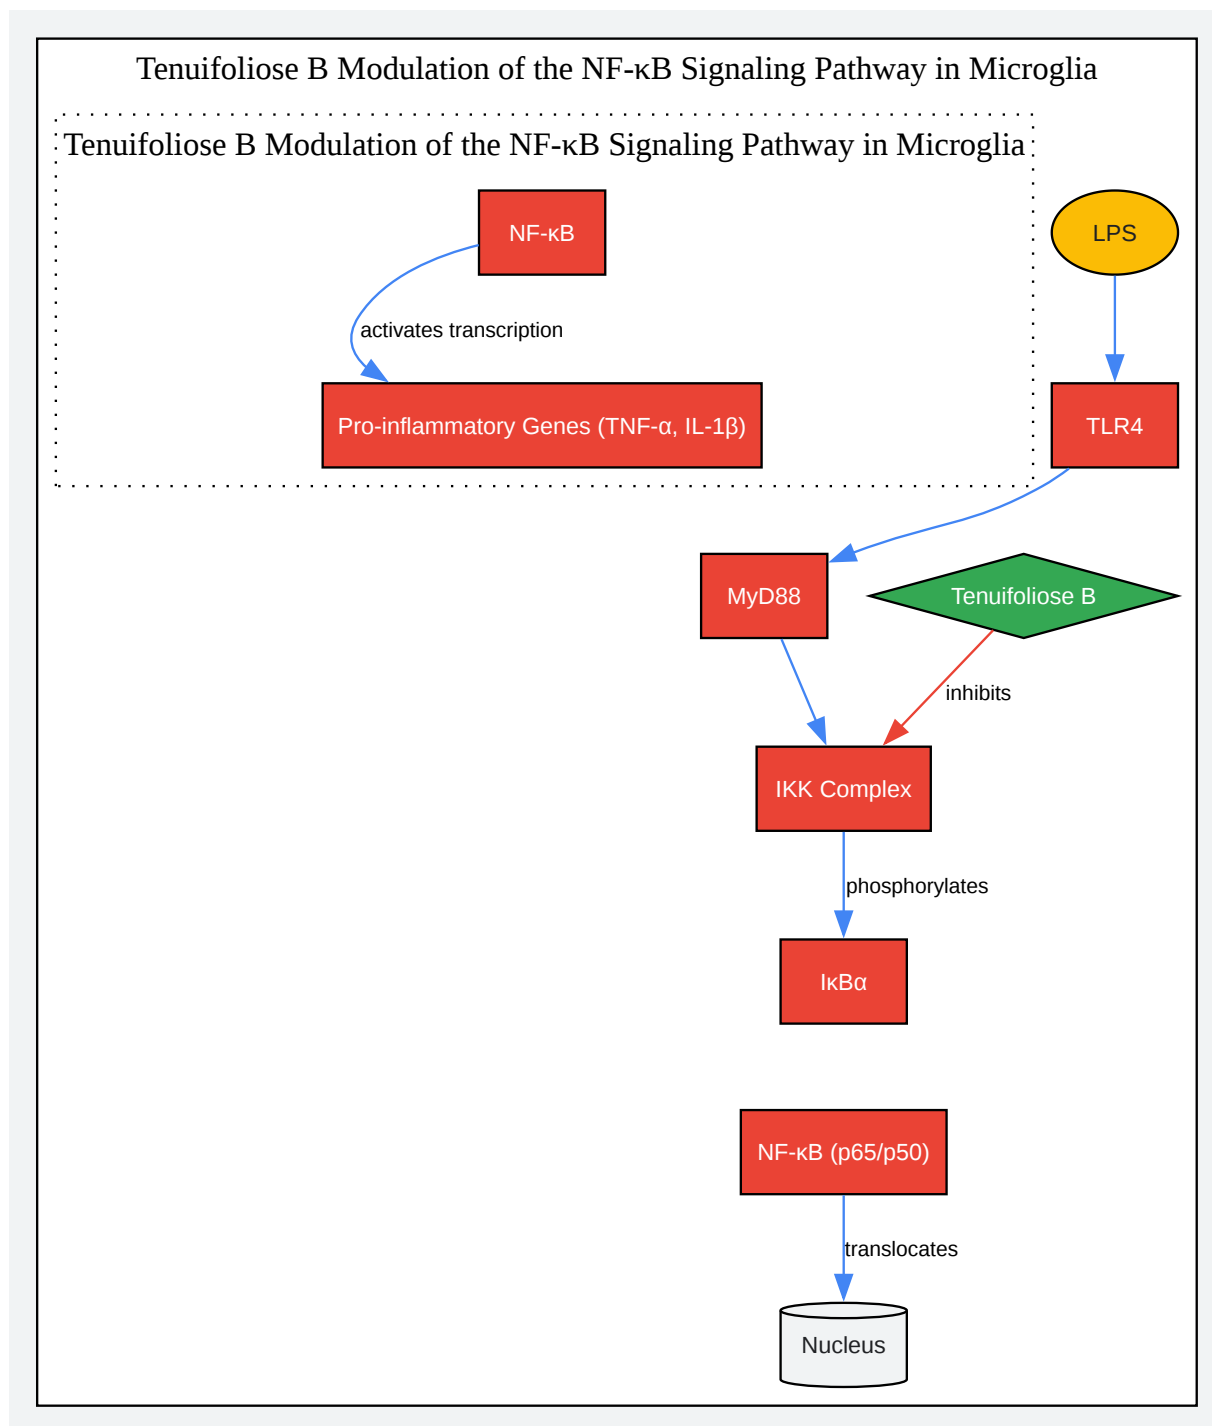 Tenuifoliose B Modulation of the NF-κB Signaling Pathway in Microglia
Tenuifoliose B Modulation of the NF-κB Signaling Pathway in Microglia
NF-κB
LPS
activates transcription
Pro-inflammatory Genes (TNF-α, IL-1β)
TLR4
MyD88
Tenuifoliose B
inhibits
IKK Complex
phosphorylates
IκBα
NF-κB (p65/p50)
translocates
Nucleus